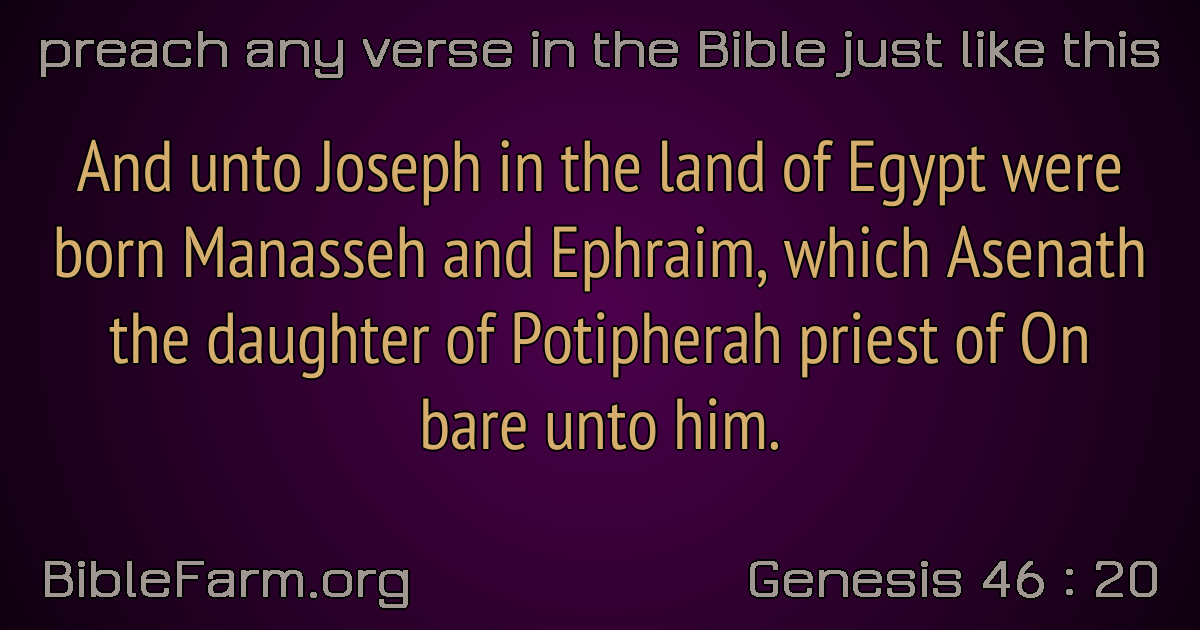 preach any verse in the Bible just like this
And unto Joseph in the land of Egypt were
born Manasseh and Ephraim, which Asenath
the daughter of Potipherah priest of On
bare unto him.
BibleFarm.org
Genesis 46 : 20